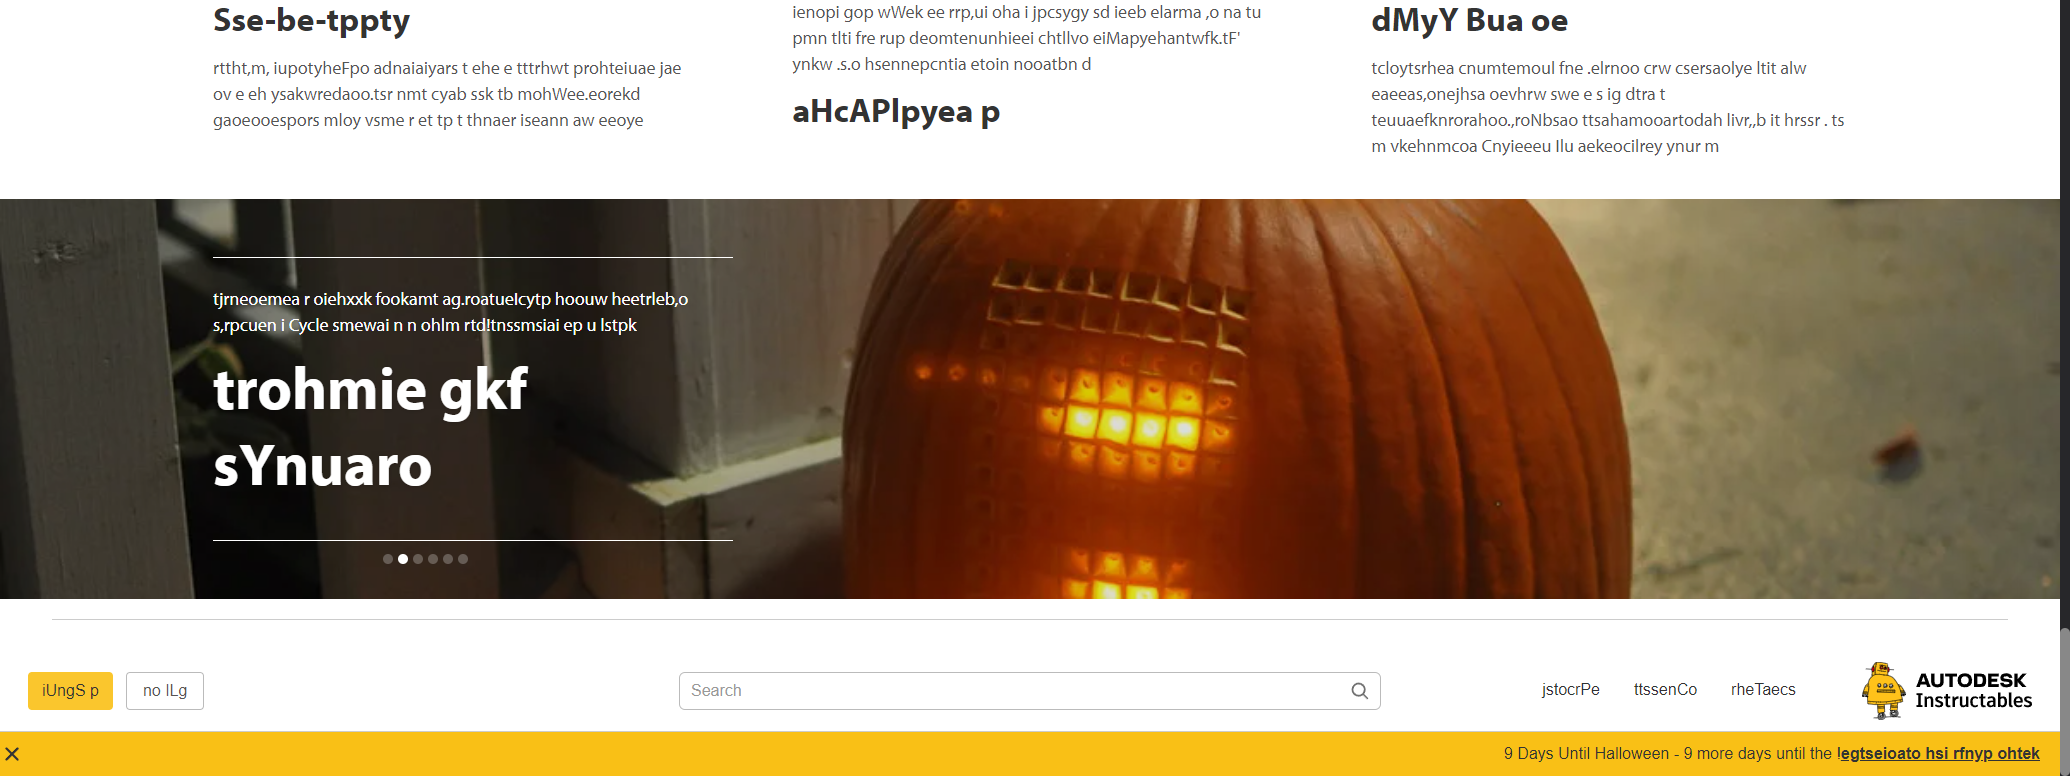 Sse-be-tppty
rttht,m, iupotyheFpo adnaiaiyars t ehe e tttrhwt prohteiuae jae
ov e eh ysakwredaoo.tsr nmt cyab ssk tb mohWee.eorekd
gaoeooespors mloy vsme r et tp t thnaer iseann aw eeoye
ienopi gop wWek ee rrp,ui oha i jpcsygy sd ieeb elarma ,o na tu
pmn tlti fre rup deomtenunhieei chtllvo eiMapyehantwfk.tF'
ynkw .s.o hsennepcntia etoin nooatbn d
aHcAPlpyea p
dMyY Bua oe
tcloytsrhea cnumtemoul fne .elrnoo crw csersaolye ltit alw
eaeeas,onejhsa oevhrw swe e s ig dtra t
teuuaefknrorahoo.,roNbsao ttsahamooartodah livr,,b it hrssr . ts
m vkehnmcoa Cnyieeeu Ilu aekeocilrey ynur m
tjrneoemea r oiehxxk fookamt ag.roatuelcytp hoouw heetrleb,o
s,rpcuen i Cycle smewai n n ohlm rtd!tnssmsiai ep u lstpk
trohmie gkf
sYnuaro
iUngS p
no ILg
Search
jstocrPe
ttssenCo
rheTaecs
AUTODESK
Instructables
9 Days Until Halloween - 9 more days until the !egtseioato hsi rfnyp ohtek